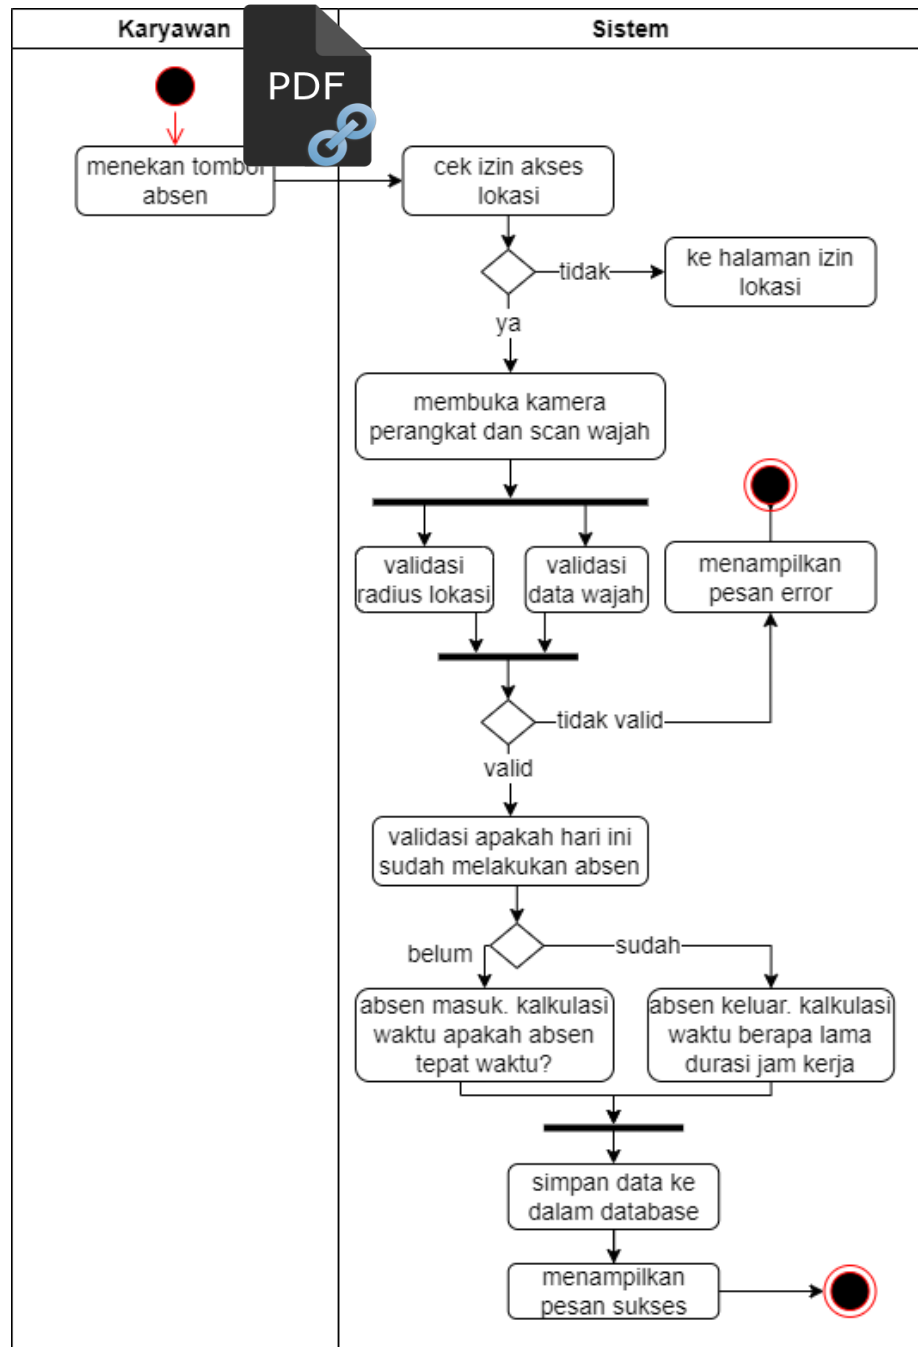 Karyawan
Sistem
PDF
menekan tombol
absen
cek izin akses
lokasi
tidak
ke halaman izin
lokasi
ya
membuka kamera
perangkat dan scan wajah
validasi
radius lokasi
validasi
data wajah
menampilkan
pesan error
tidak valid
valid
validasi apakah hari ini
sudah melakukan absen
belum
sudah
absen masuk. kalkulasi
waktu apakah absen
tepat waktu?
absen keluar. kalkulasi
waktu berapa lama
durasi jam kerja
simpan data ke
dalam database
menampilkan
pesan sukses